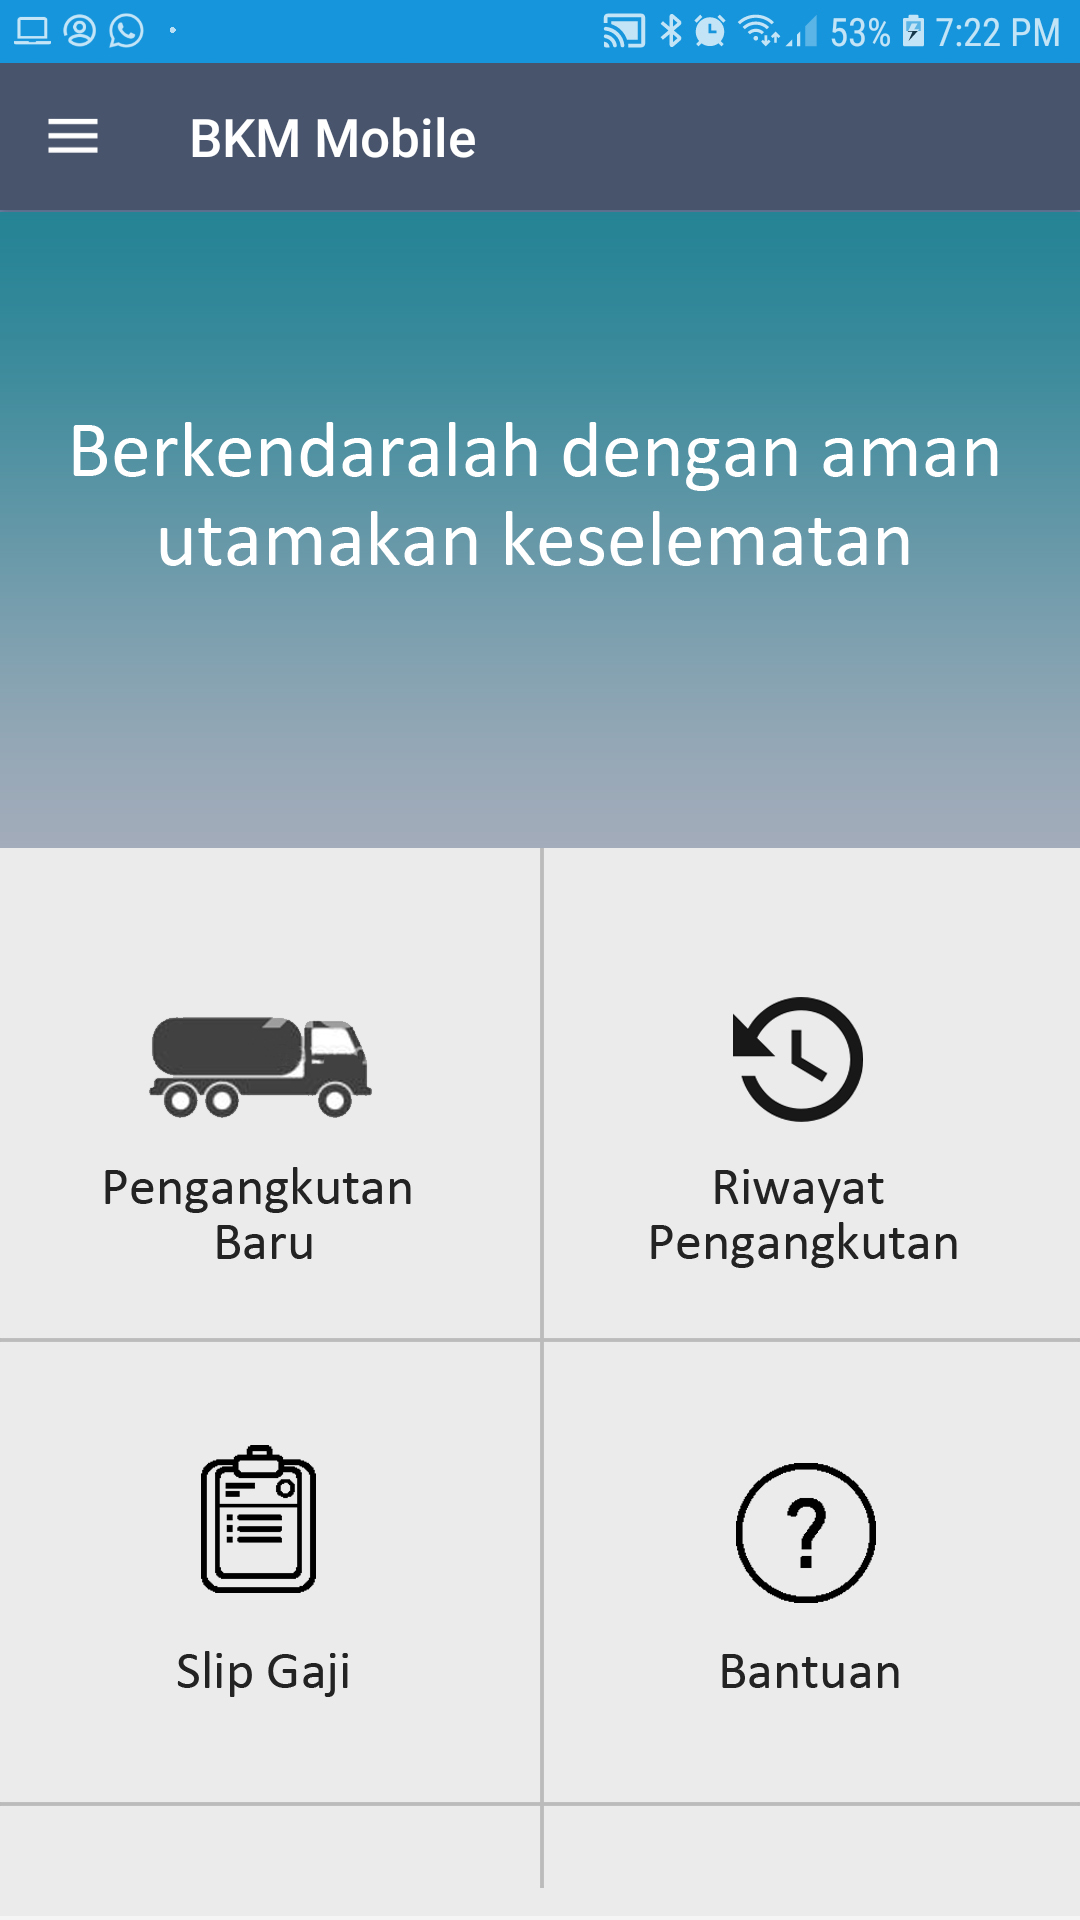 53% 7:22 PM
BKM Mobile
Berkendaralah dengan aman
utamakan keselematan
Pengangkutan
Baru
Riwayat
Pengangkutan
Slip Gaji
?
Bantuan